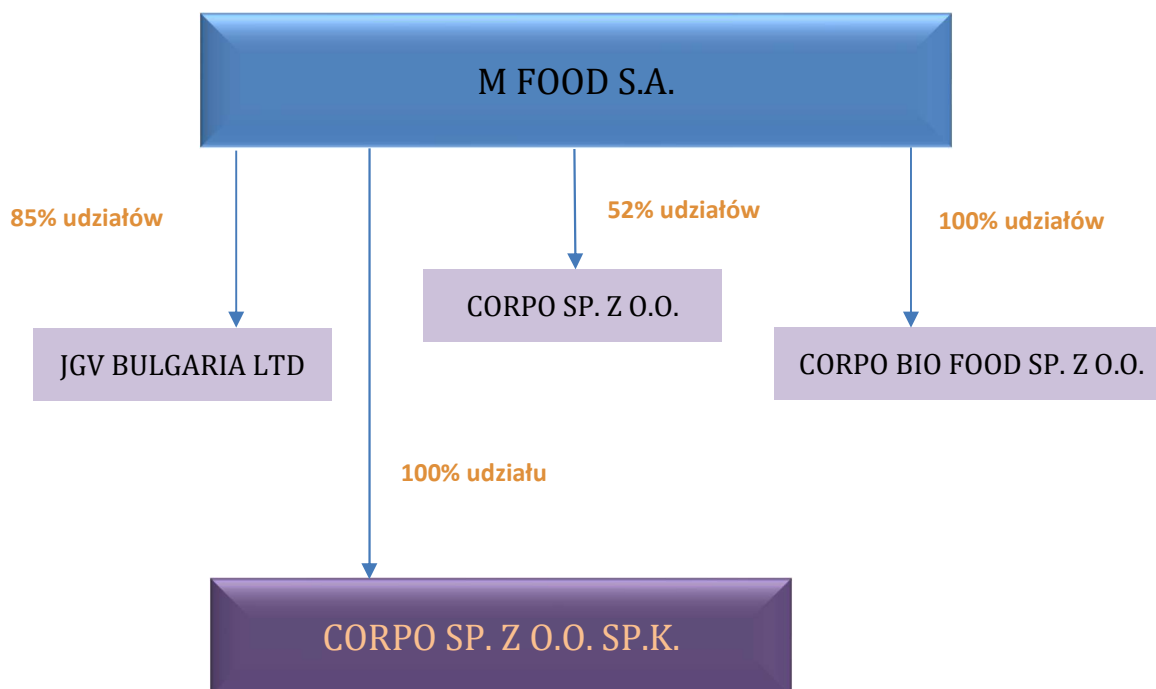 M FOOD S.A.
85% udziałów
52% udziałów
100% udziałów
CORPO SP. Z O.O.
JGV BULGARIA LTD
CORPO BIO FOOD SP. Z O.O.
100% udziału
CORPO SP. Z O.O. SP.K.